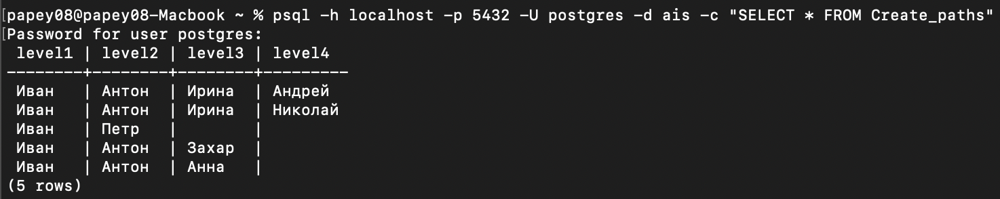 [papey08@papey08-Macbook ~ % psql -h localhost -p 5432 -U postgres -d ais -c "SELECT * FROM Create_paths"
[Password for user postgres:
 level1 | level2 | level3 | level4
--------+--------+--------+---------
 Иван   | Антон  | Ирина  | Андрей
 Иван   | Антон  | Ирина  | Николай
 Иван   | Петр   |        |
 Иван   | Антон  | Захар  |
 Иван   | Антон  | Анна   |
(5 rows)